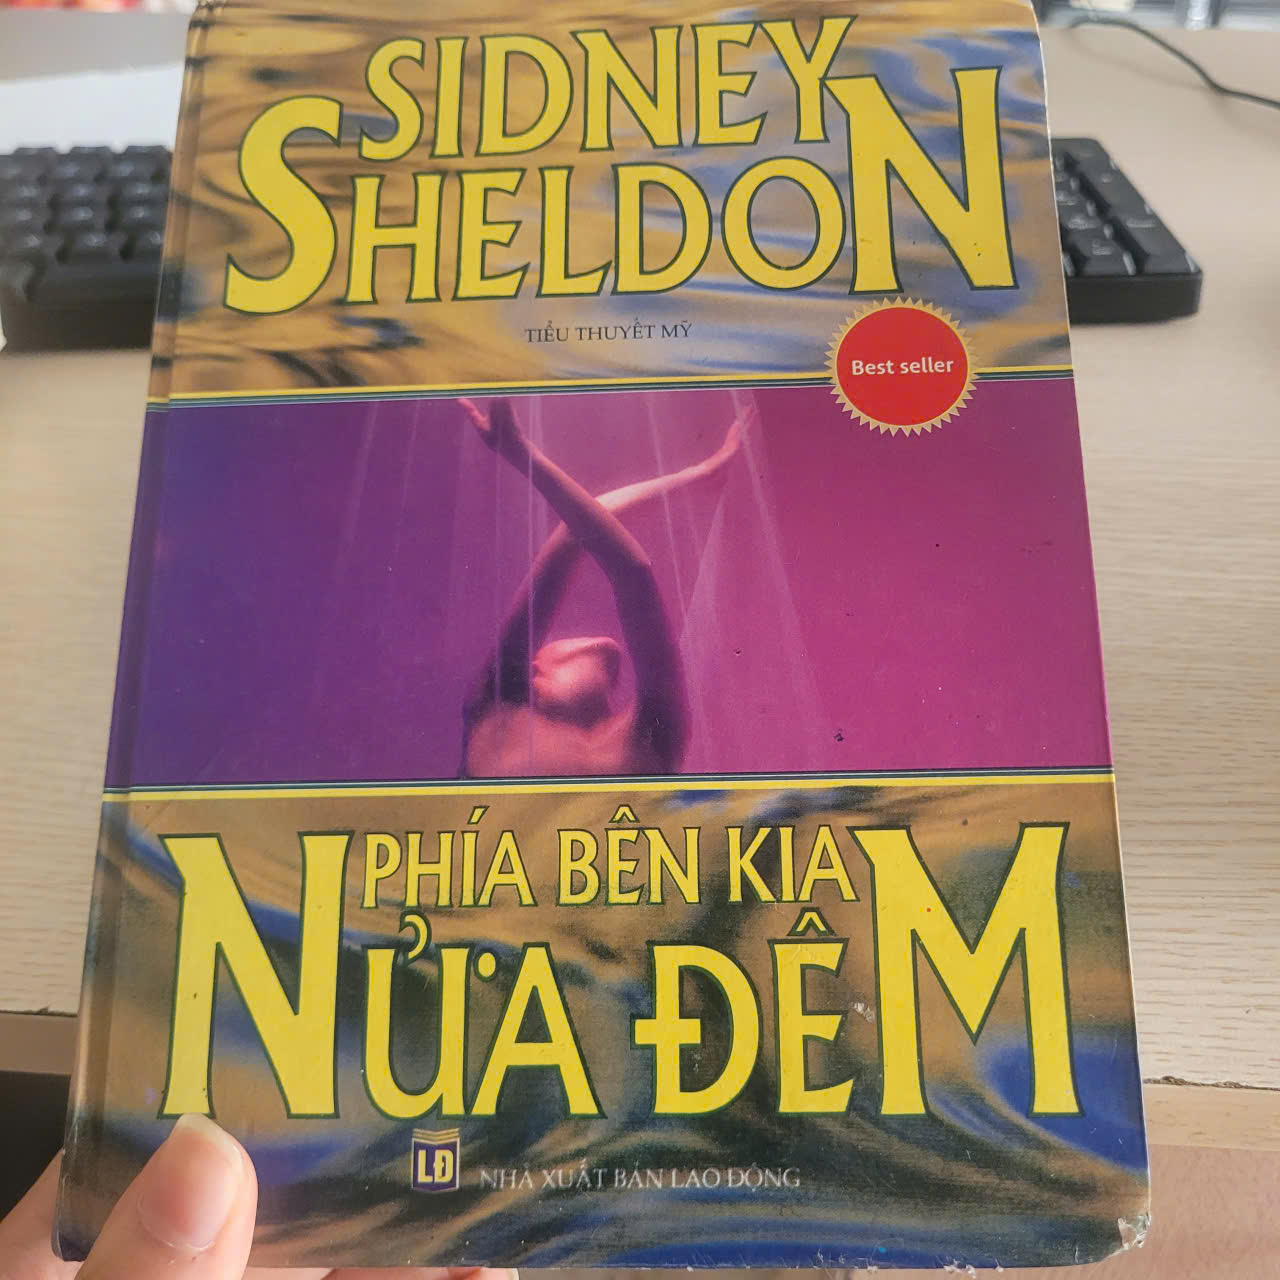 SIDNEY
SHELDON
TIỂU THUYẾT MỸ
Best seller
PHÍA BÊN KIA
NỬA ĐÊM
LĐ NHÀ XUẤT BẢN LAO ĐỘNG